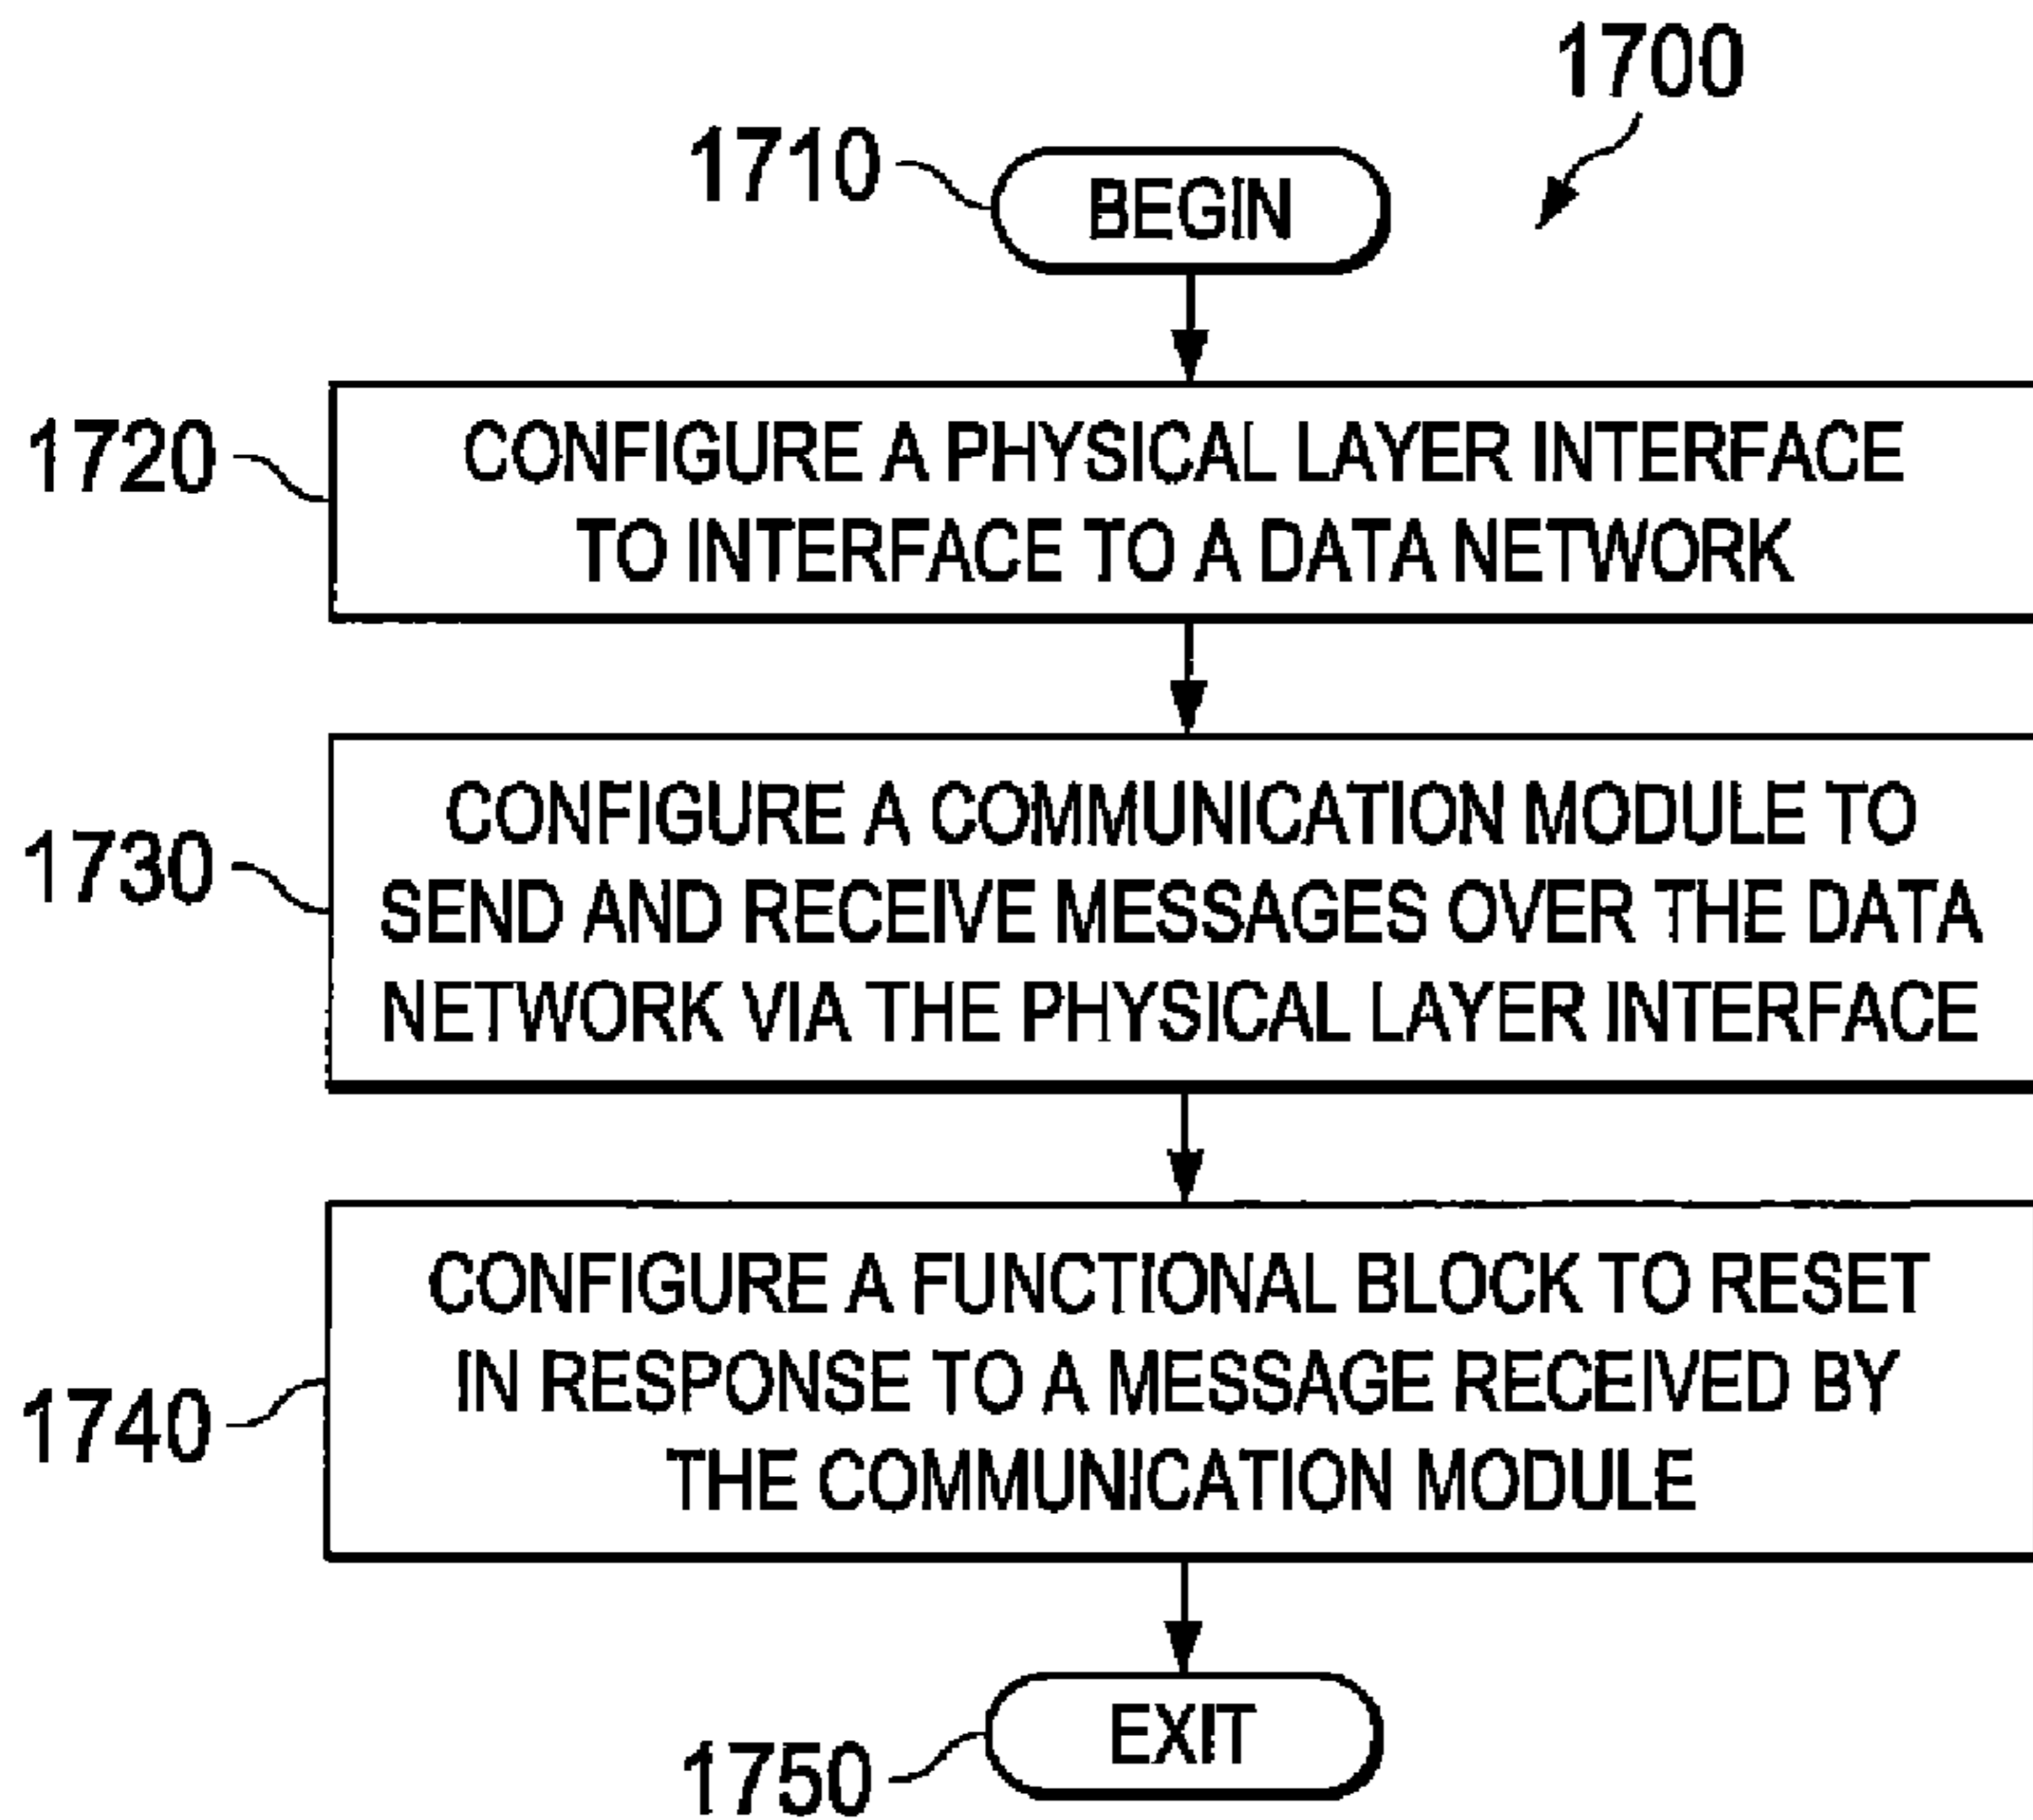 1700
1710
BEGIN
1720
CONFIGURE A PHYSICAL LAYER INTERFACE
TO INTERFACE TO A DATA NETWORK
1730
CONFIGURE A COMMUNICATION MODULE TO
SEND AND RECEIVE MESSAGES OVER THE DATA
NETWORK VIA THE PHYSICAL LAYER INTERFACE
1740
CONFIGURE A FUNCTIONAL BLOCK TO RESET
IN RESPONSE TO A MESSAGE RECEIVED BY
THE COMMUNICATION MODULE
1750
EXIT